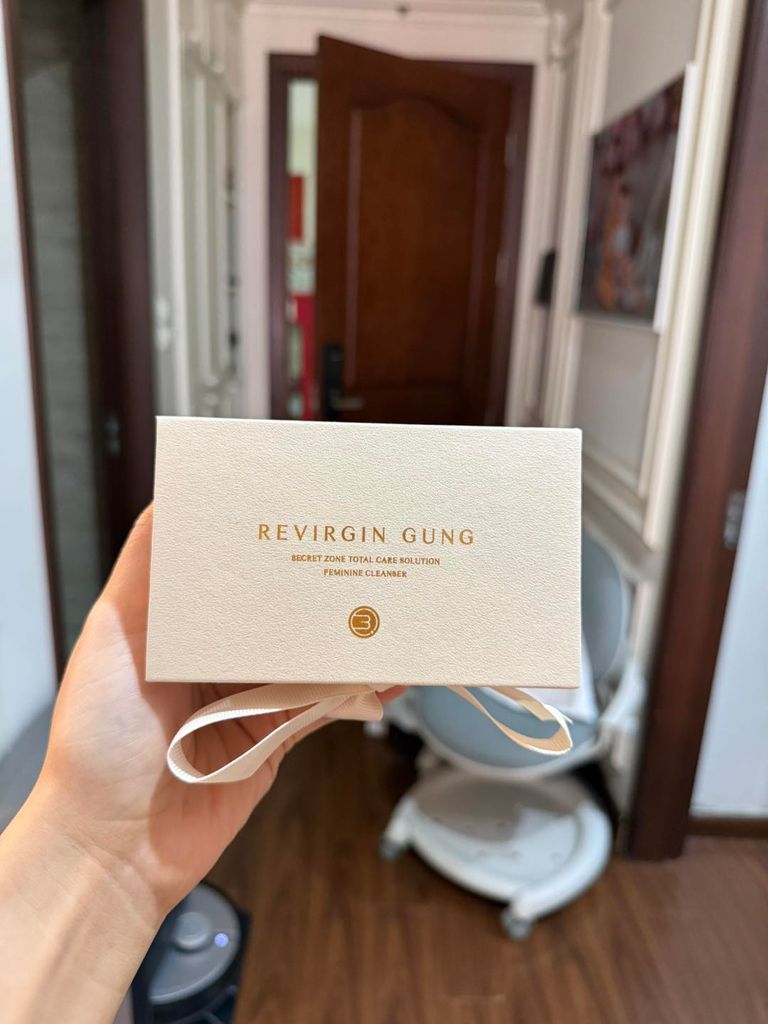 REVIRGIN GUNG
SECRET ZONE TOTAL CARE SOLUTION
FEMININE CLEANSER